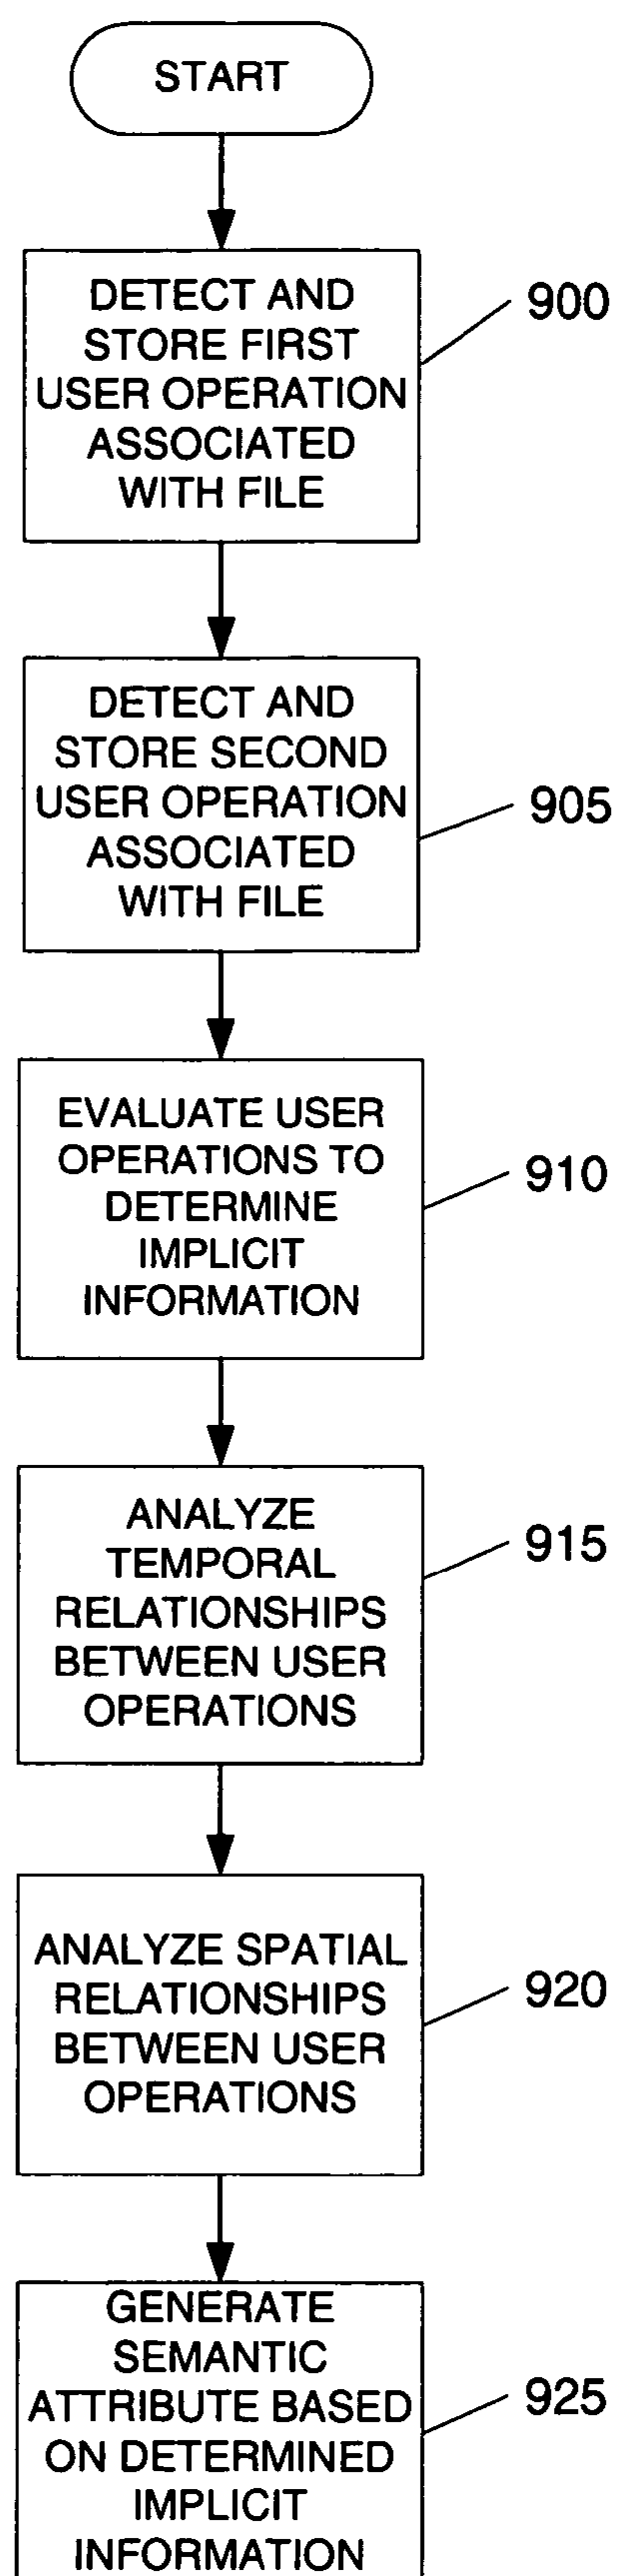 START
DETECT AND
STORE FIRST
USER OPERATION
ASSOCIATED
WITH FILE
900
DETECT AND
STORE SECOND
USER OPERATION
ASSOCIATED
WITH FILE
905
EVALUATE USER
OPERATIONS TO
DETERMINE
IMPLICIT
INFORMATION
910
ANALYZE
TEMPORAL
RELATIONSHIPS
BETWEEN USER
OPERATIONS
915
ANALYZE SPATIAL
RELATIONSHIPS
BETWEEN USER
OPERATIONS
920
GENERATE
SEMANTIC
ATTRIBUTE BASED
ON DETERMINED
IMPLICIT
INFORMATION
925